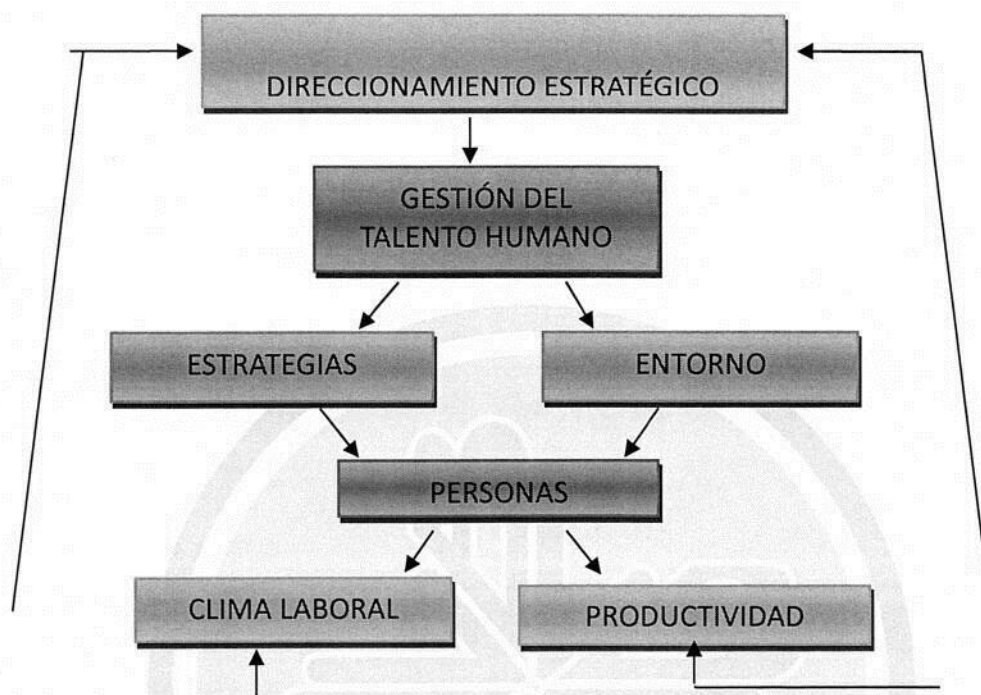 DIRECCIONAMIENTO ESTRATÉGICO
GESTIÓN DEL
TALENTO HUMANO
ESTRATEGIAS
ENTORNO
PERSONAS
CLIMA LABORAL
PRODUCTIVIDAD